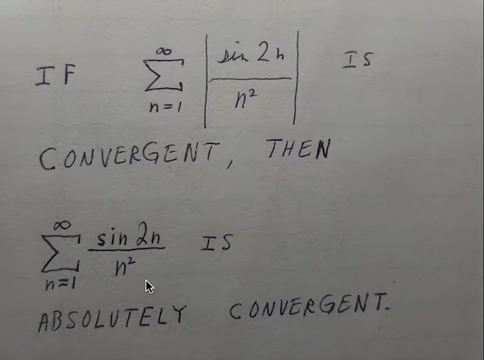 IF ∑_{n=1}^{∞} |sin 2n / n²| IS
CONVERGENT, THEN
∑_{n=1}^{∞} sin 2n / n² IS
ABSOLUTELY CONVERGENT.